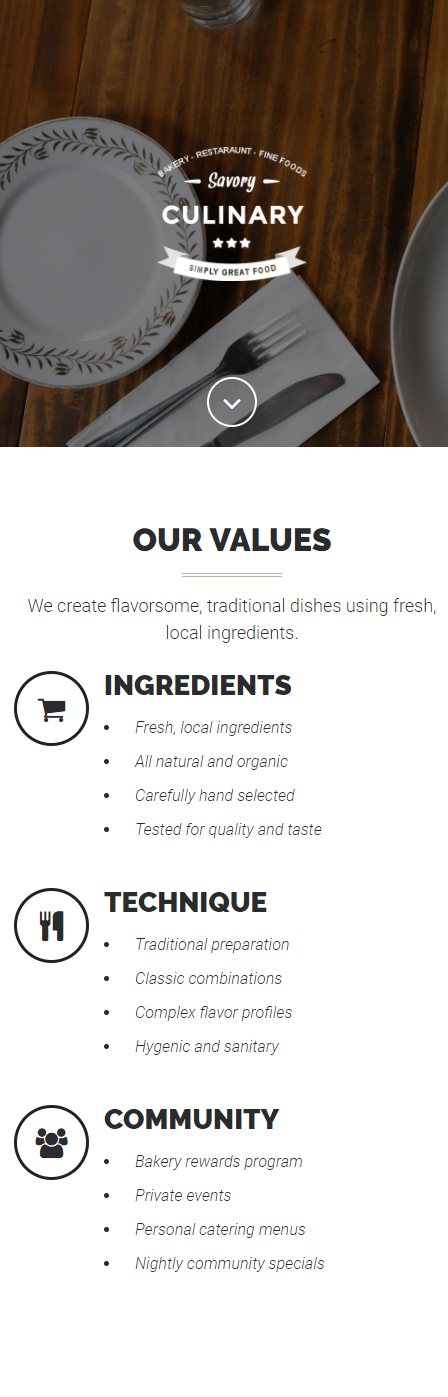 BAKERY - RESTARAUNT - FINE FOODS
Savory
CULINARY
SIMPLY GREAT FOOD
OUR VALUES
We create flavorsome, traditional dishes using fresh,
local ingredients.
INGREDIENTS
• Fresh, local ingredients
• All natural and organic
• Carefully hand selected
• Tested for quality and taste
TECHNIQUE
• Traditional preparation
• Classic combinations
• Complex flavor profiles
• Hygenic and sanitary
COMMUNITY
• Bakery rewards program
• Private events
• Personal catering menus
• Nightly community specials